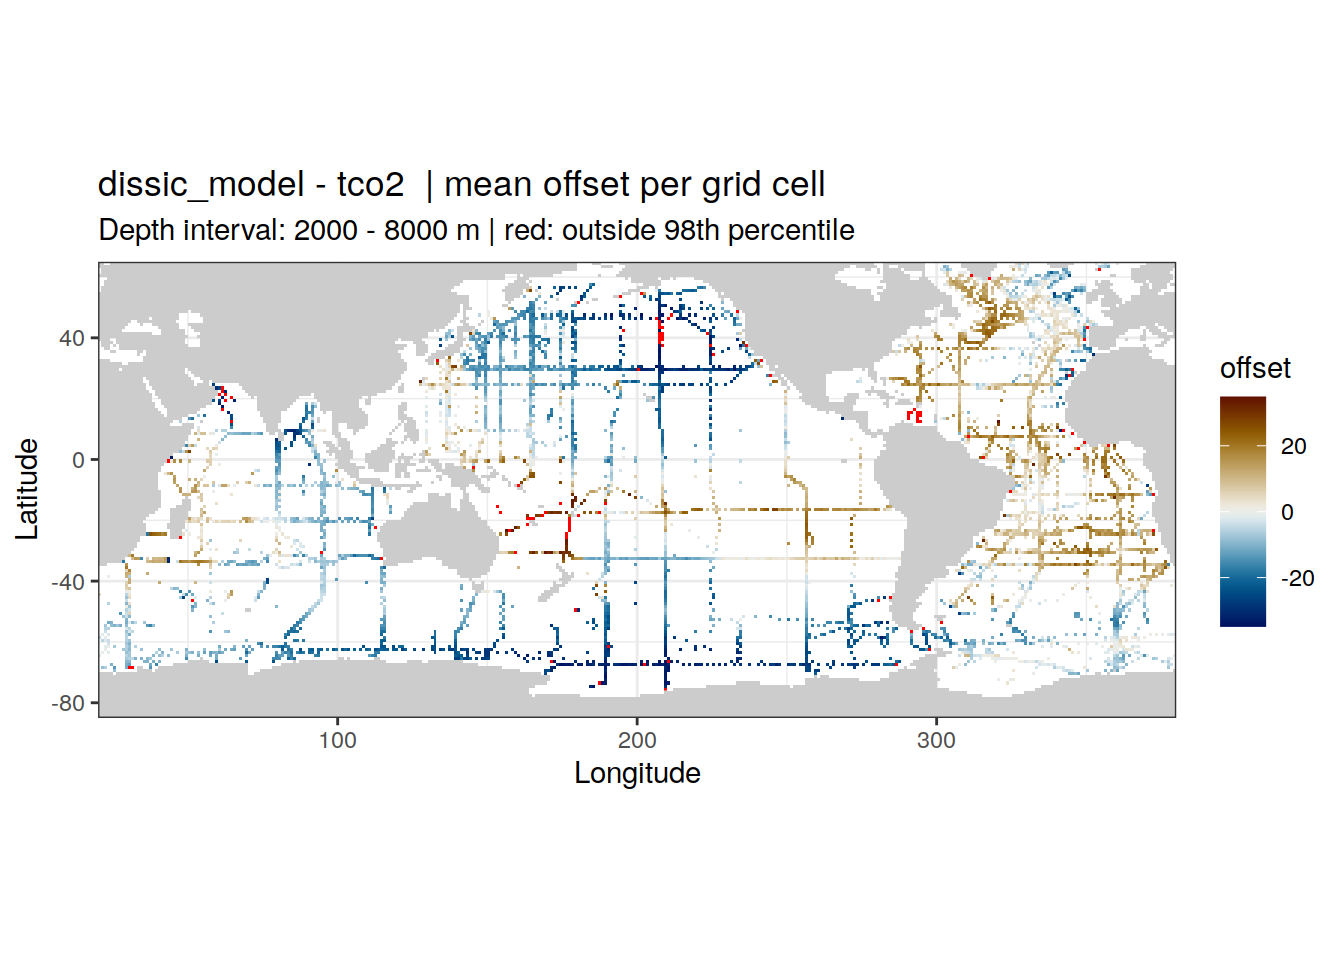 dissic_model - tco2  | mean offset per grid cell
Depth interval: 2000 - 8000 m | red: outside 98th percentile
offset
20
0
-20
40
0
-40
-80
Latitude
100
200
300
Longitude